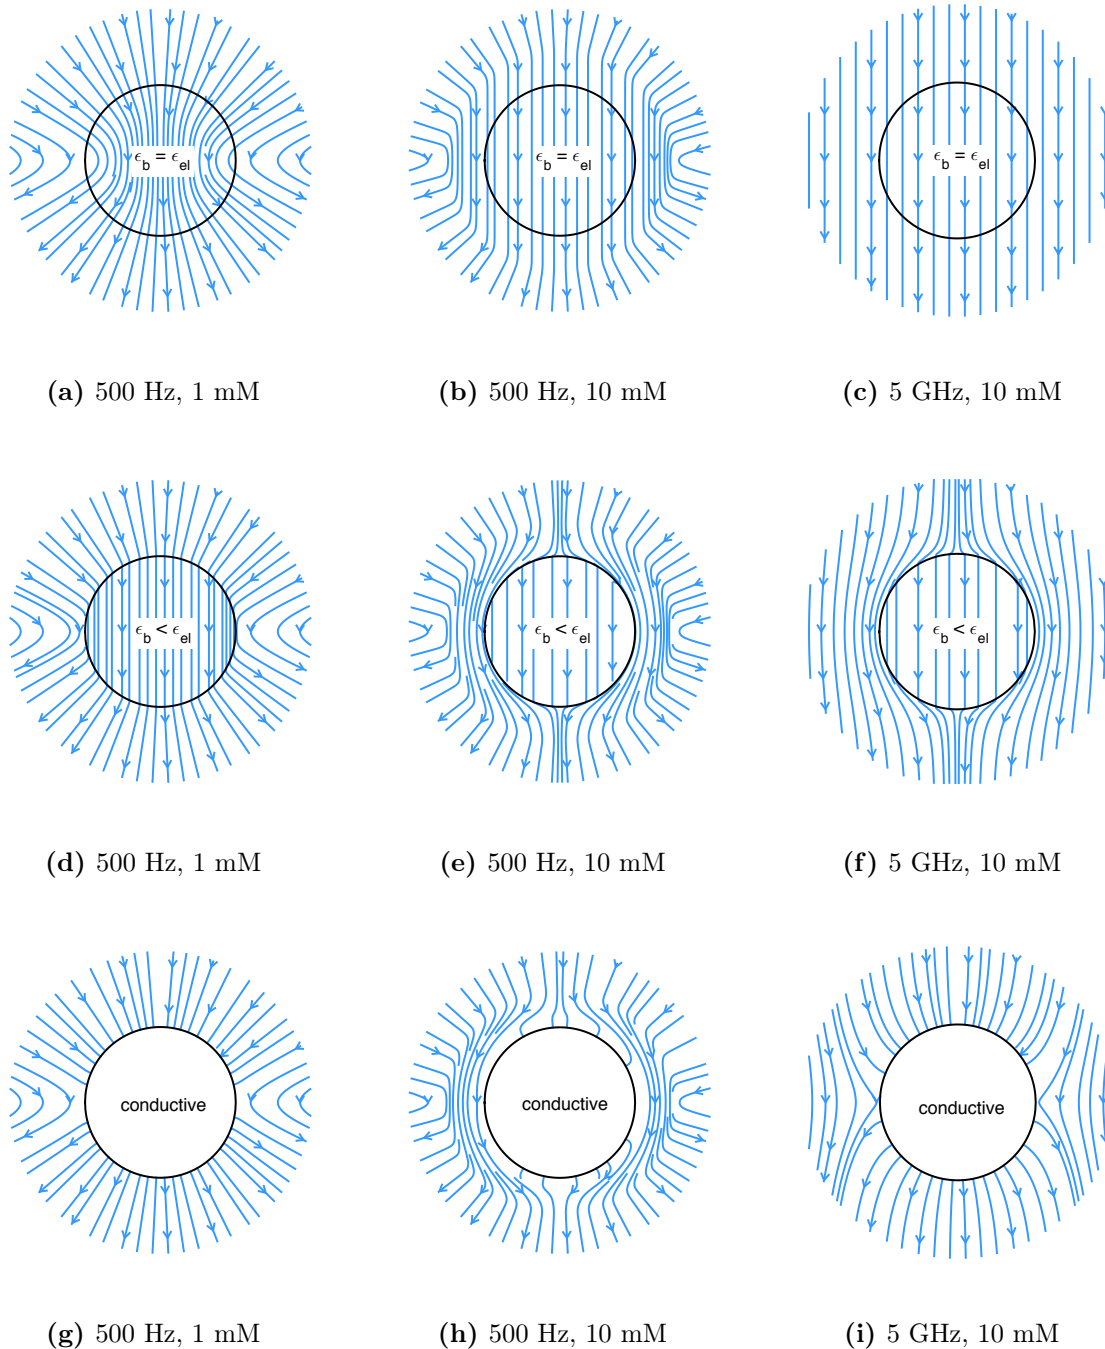 ϵb = ϵel ϵb = ϵel ϵb = ϵel
(a) 500 Hz, 1 mM (b) 500 Hz, 10 mM (c) 5 GHz, 10 mM
ϵb < ϵel ϵb < ϵel ϵb < ϵel
(d) 500 Hz, 1 mM (e) 500 Hz, 10 mM (f) 5 GHz, 10 mM
conductive conductive conductive
(g) 500 Hz, 1 mM (h) 500 Hz, 10 mM (i) 5 GHz, 10 mM